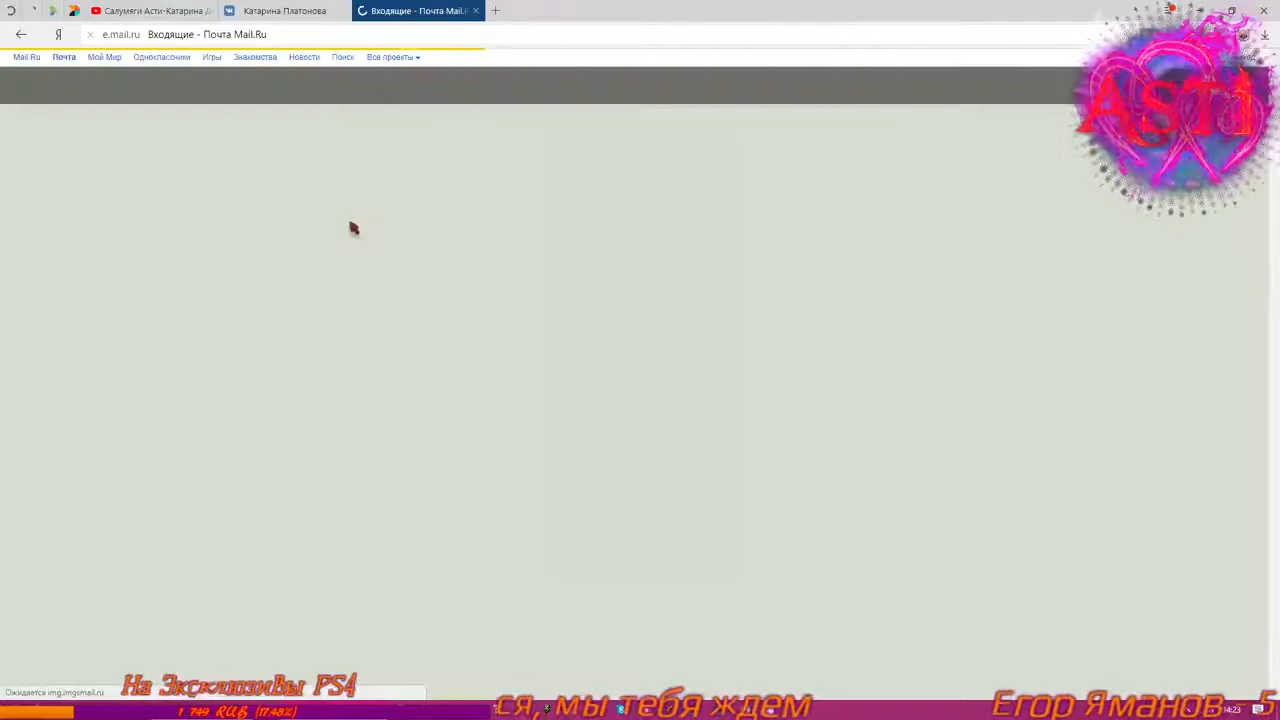 Салумяги Асти-Катарина Д
Катарина Платонова
Входящие - Почта Mail.R
e.mail.ru Входящие - Почта Mail.Ru
Mail.Ru Почта Мой Мир Одноклассники Игры Знакомства Новости Поиск Все проекты
ASTI
Ожидается img.imgsmail.ru
На Эксклюзивы PS4
1 749 RUB (17.48%)
ся, мы тебя ждем
Егор Яманов - 5
14:23